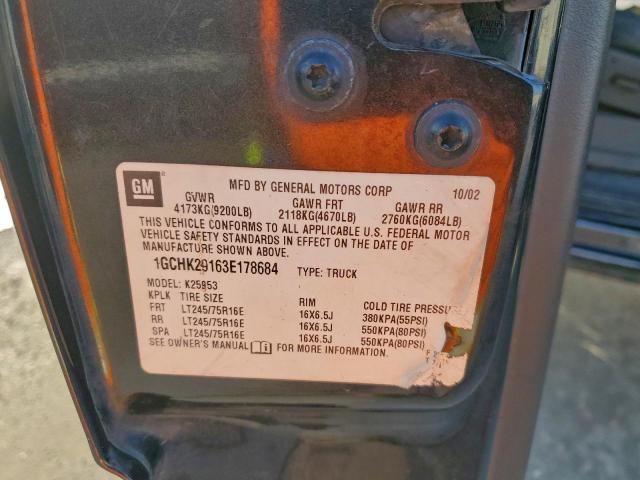 GM
MFD BY GENERAL MOTORS CORP 10/02
GVWR GAWR FRT GAWR RR
4173KG(9200LB) 2118KG(4670LB) 2760KG(6084LB)
THIS VEHICLE CONFORMS TO ALL APPLICABLE U.S. FEDERAL MOTOR
VEHICLE SAFETY STANDARDS IN EFFECT ON THE DATE OF
MANUFACTURE SHOWN ABOVE.
1GCHK29163E178684 TYPE: TRUCK
MODEL: K25953
KPLK TIRE SIZE RIM COLD TIRE PRESSU
FRT LT245/75R16E 16X6.5J 380KPA(55PSI)
RR LT245/75R16E 16X6.5J 550KPA(80PSI)
SPA LT245/75R16E 16X6.5J 550KPA(80PSI)
SEE OWNER'S MANUAL FOR MORE INFORMATION.